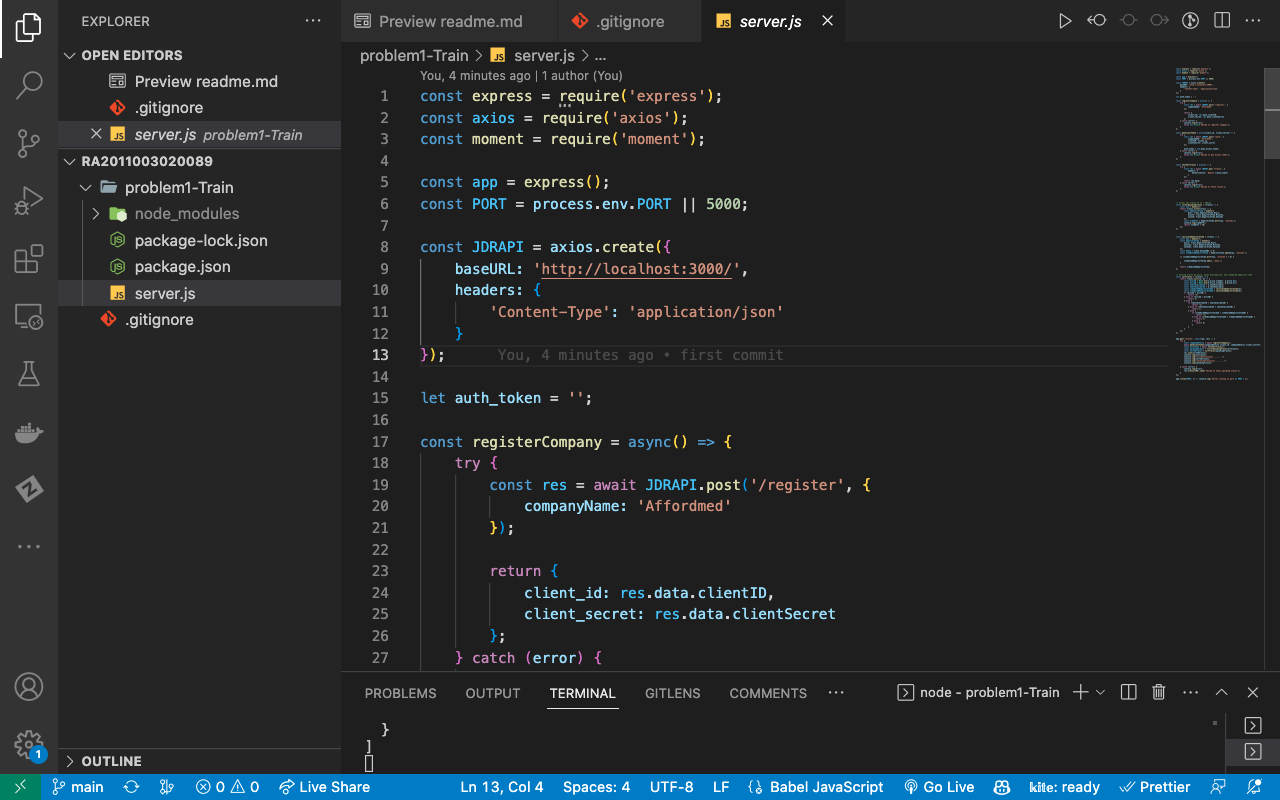 EXPLORER
OPEN EDITORS
Preview readme.md
.gitignore
server.js problem1-Train
RA2011003020089
problem1-Train
node_modules
package-lock.json
package.json
server.js
.gitignore
OUTLINE
Preview readme.md
.gitignore
server.js
problem1-Train > server.js > ...
You, 4 minutes ago | 1 author (You)
1 const express = require('express');
2 const axios = require('axios');
3 const moment = require('moment');
4
5 const app = express();
6 const PORT = process.env.PORT || 5000;
7
8 const JDRAPI = axios.create({
9 baseURL: 'http://localhost:3000/',
10 headers: {
11 'Content-Type': 'application/json'
12 }
13 }); You, 4 minutes ago • first commit
14
15 let auth_token = '';
16
17 const registerCompany = async() => {
18 try {
19 const res = await JDRAPI.post('/register', {
20 companyName: 'Affordmed'
21 });
22
23 return {
24 client_id: res.data.clientID,
25 client_secret: res.data.clientSecret
26 };
27 } catch (error) {
PROBLEMS OUTPUT TERMINAL GITLENS COMMENTS ... node - problem1-Train
}
]
1
main 0 0 Live Share Ln 13, Col 4 Spaces: 4 UTF-8 LF Babel JavaScript Go Live kite: ready Prettier